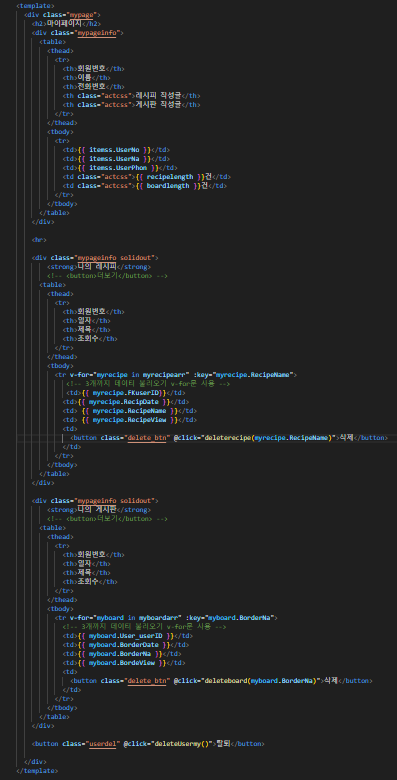 <template>
<div class="mypage">
<h2>마이페이지</h2>
<div class="mypageinfo">
<table>
<thead>
<tr>
<th>회원번호</th>
<th>이름</th>
<th>전화번호</th>
<th class="actcss">레시피 작성글</th>
<th class="actcss">게시판 작성글</th>
</tr>
</thead>
<tbody>
<tr>
<td>{{ itemss.UserNo }}</td>
<td>{{ itemss.UserNa }}</td>
<td>{{ itemss.UserPhon }}</td>
<td class="actcss">{{ recipelength }}건</td>
<td class="actcss">{{ boardlength }}건</td>
</tr>
</tbody>
</table>
</div>
<hr>
<div class="mypageinfo solidout">
<strong>나의 레시피</strong>
<!-- <button>더보기</button> -->
<table>
<thead>
<tr>
<th>회원번호</th>
<th>일자</th>
<th>제목</th>
<th>조회수</th>
</tr>
</thead>
<tbody>
<tr v-for="myrecipe in myrecipearr" :key="myrecipe.RecipeName">
<!-- 3개까지 데이터 불러오기 v-for문 사용 -->
<td>{{ myrecipe.FKuserID}}</td>
<td>{{ myrecipe.RecipDate }}</td>
<td> {{ myrecipe.RecipeName }}</td>
<td> {{ myrecipe.RecipeView }}</td>
<td>
<button class="delete_btn" @click="deleterecipe(myrecipe.RecipeName)">삭제</button>
</td>
</tr>
</tbody>
</table>
</div>
<div class="mypageinfo solidout">
<strong>나의 게시판</strong>
<!-- <button>더보기</button> -->
<table>
<thead>
<tr>
<th>회원번호</th>
<th>일자</th>
<th>제목</th>
<th>조회수</th>
</tr>
</thead>
<tbody>
<tr v-for="myboard in myboardarr" :key="myboard.BorderNa">
<!-- 3개까지 데이터 불러오기 v-for문 사용 -->
<td>{{ myboard.User_userID }}</td>
<td>{{ myboard.BorderDate }}</td>
<td>{{ myboard.BorderNa }}</td>
<td>{{ myboard.BordeView }}</td>
<td>
<button class="delete_btn" @click="deleteboard(myboard.BorderNa)">삭제</button>
</td>
</tr>
</tbody>
</table>
</div>
<button class="userdel" @click="deleteUsermy()">탈퇴</button>
</div>
</template>